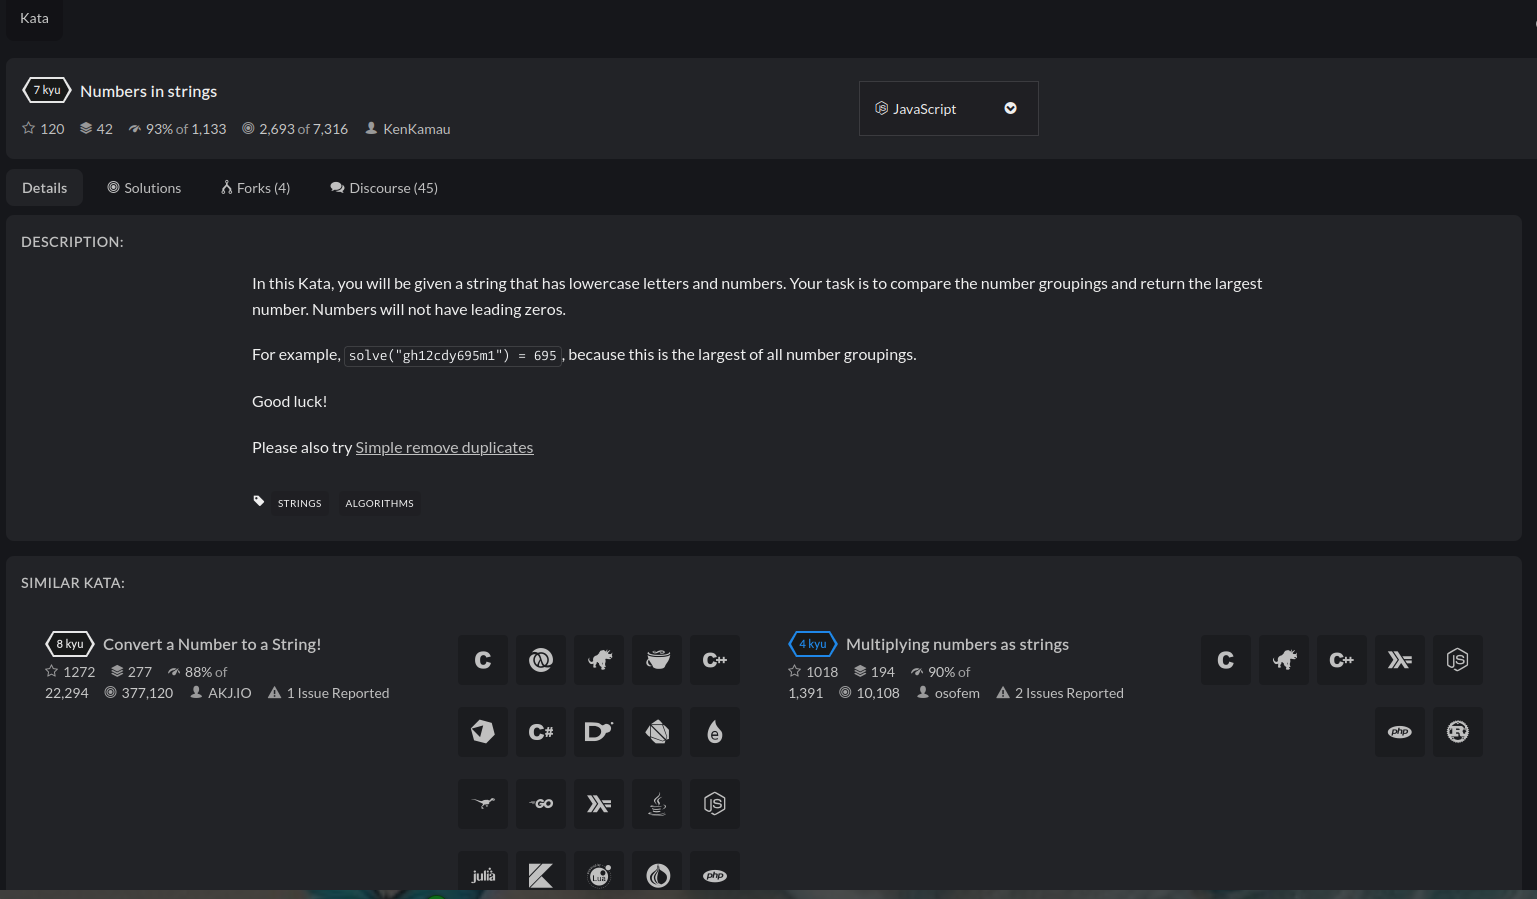 Kata
7 kyu Numbers in strings
JavaScript
120 42 93% of 1,133 2,693 of 7,316 KenKamau
Details Solutions Forks (4) Discourse (45)
DESCRIPTION:
In this Kata, you will be given a string that has lowercase letters and numbers. Your task is to compare the number groupings and return the largest
number. Numbers will not have leading zeros.
For example, solve("gh12cdy695m1") = 695, because this is the largest of all number groupings.
Good luck!
Please also try Simple remove duplicates
STRINGS ALGORITHMS
SIMILAR KATA:
8 kyu Convert a Number to a String!
1272 277 88% of
22,294 377,120 AKJ.IO 1 Issue Reported
C C++
C# D e
GO JS
julia Lua php
4 kyu Multiplying numbers as strings
1018 194 90% of
1,391 10,108 osofem 2 Issues Reported
C C++ JS
php R